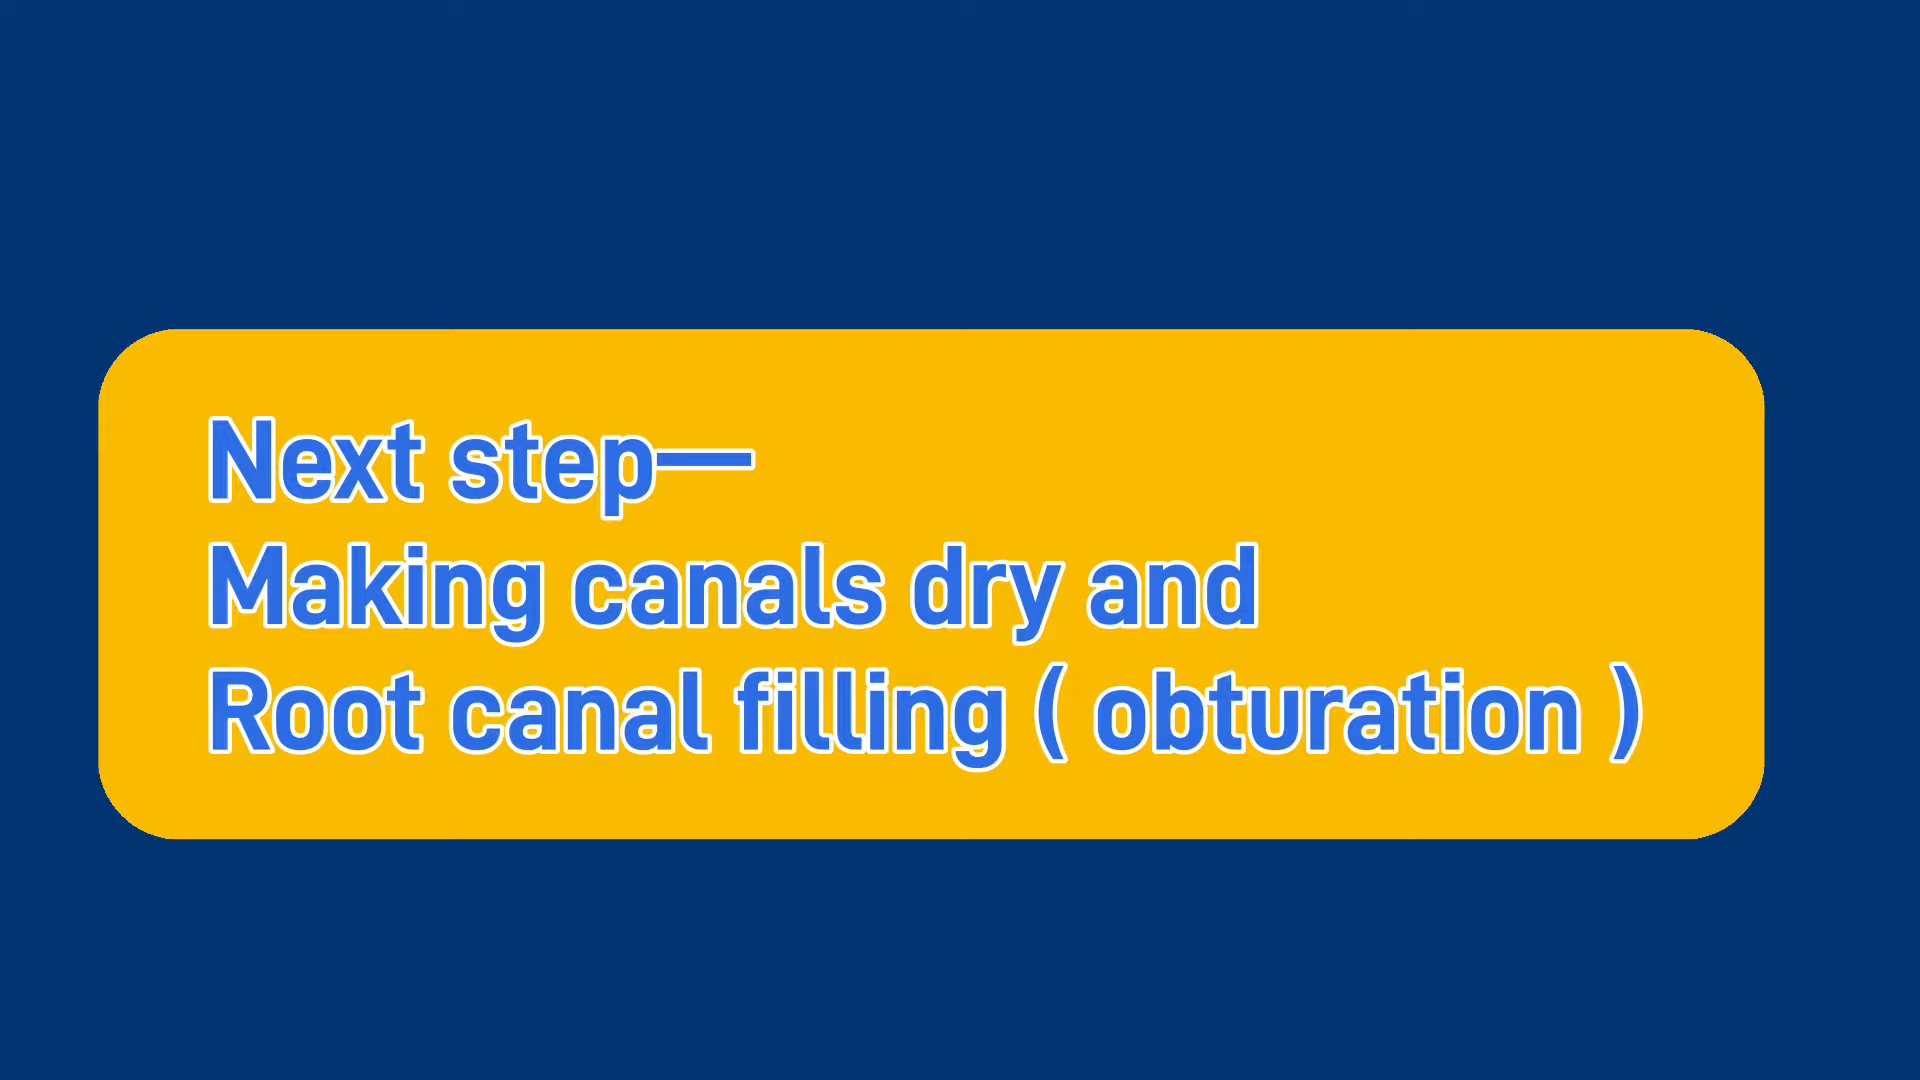 Next step—
Making canals dry and
Root canal filling ( obturation )